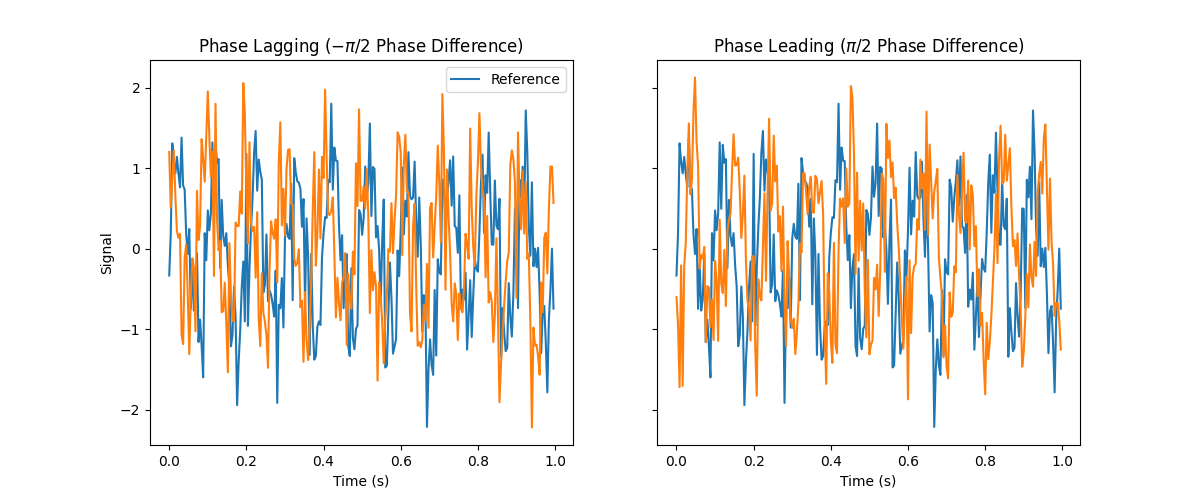 Phase Lagging (−π/2 Phase Difference)
Phase Leading (π/2 Phase Difference)
Reference
Signal
2
1
0
−1
−2
0.0 0.2 0.4 0.6 0.8 1.0
0.0 0.2 0.4 0.6 0.8 1.0
Time (s)
Time (s)